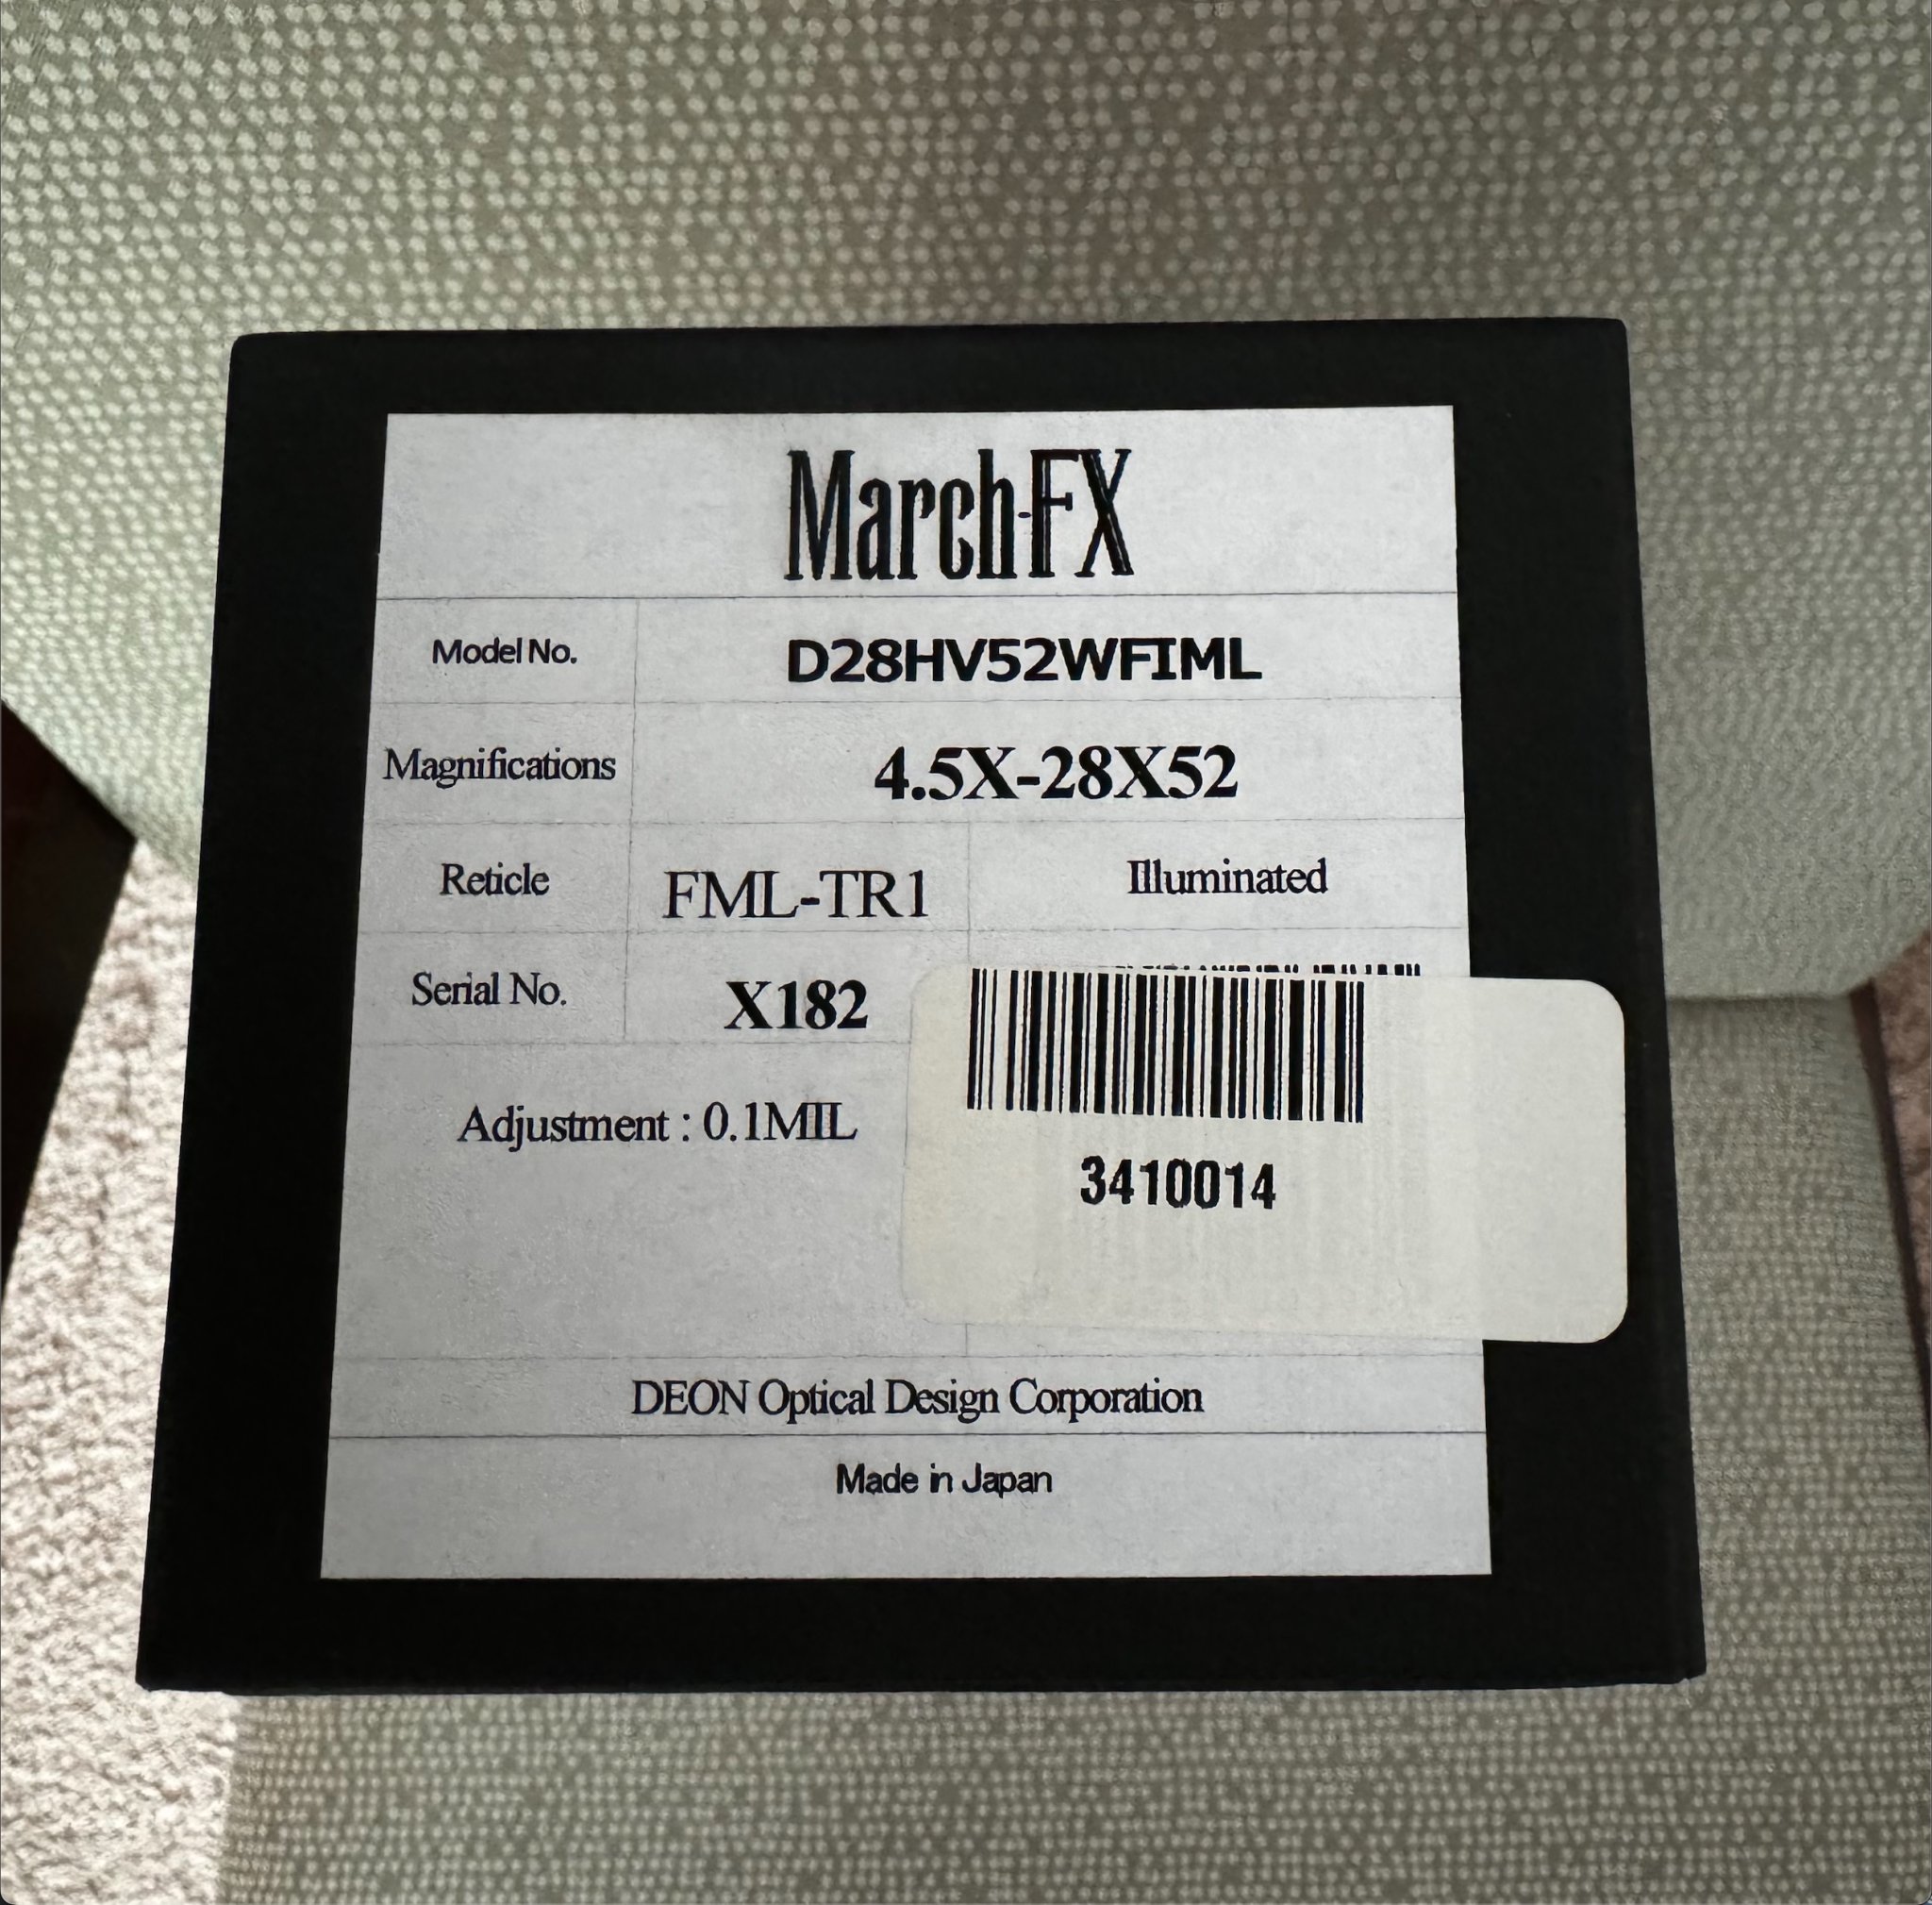 March-FX
Model No. D28HV52WFIML
Magnifications 4.5X-28X52
Reticle FML-TR1 Illuminated
Serial No. X182
Adjustment : 0.1MIL
3410014
DEON Optical Design Corporation
Made in Japan